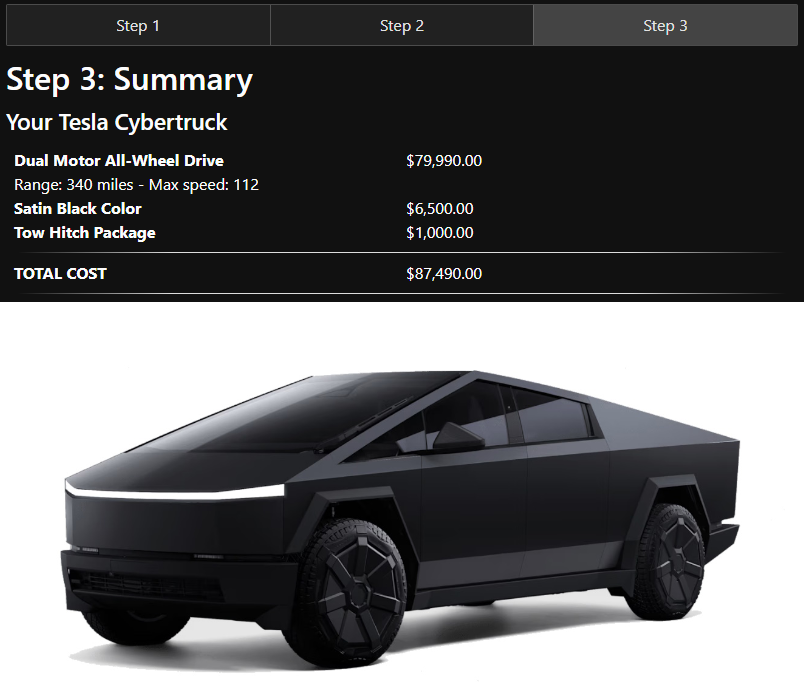 Step 1 Step 2 Step 3
Step 3: Summary
Your Tesla Cybertruck
Dual Motor All-Wheel Drive $79,990.00
Range: 340 miles - Max speed: 112
Satin Black Color $6,500.00
Tow Hitch Package $1,000.00
TOTAL COST $87,490.00